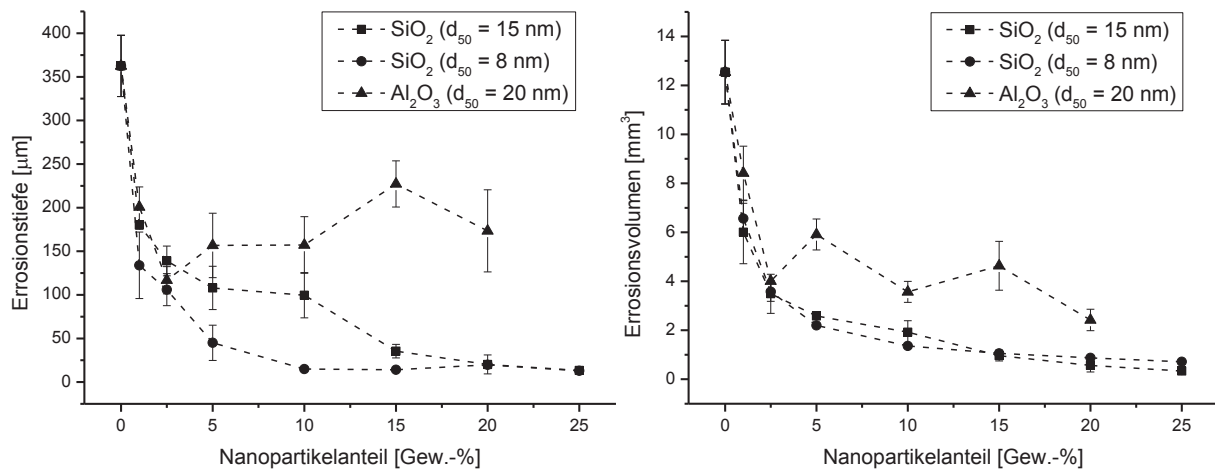 400
350
300
250
200
150
100
50
0
Errosionstiefe [μm]
SiO₂ (d₅₀ = 15 nm)
SiO₂ (d₅₀ = 8 nm)
Al₂O₃ (d₅₀ = 20 nm)
0 5 10 15 20 25
Nanopartikelanteil [Gew.-%]
14
12
10
8
6
4
2
0
Errosionsvolumen [mm³]
SiO₂ (d₅₀ = 15 nm)
SiO₂ (d₅₀ = 8 nm)
Al₂O₃ (d₅₀ = 20 nm)
0 5 10 15 20 25
Nanopartikelanteil [Gew.-%]